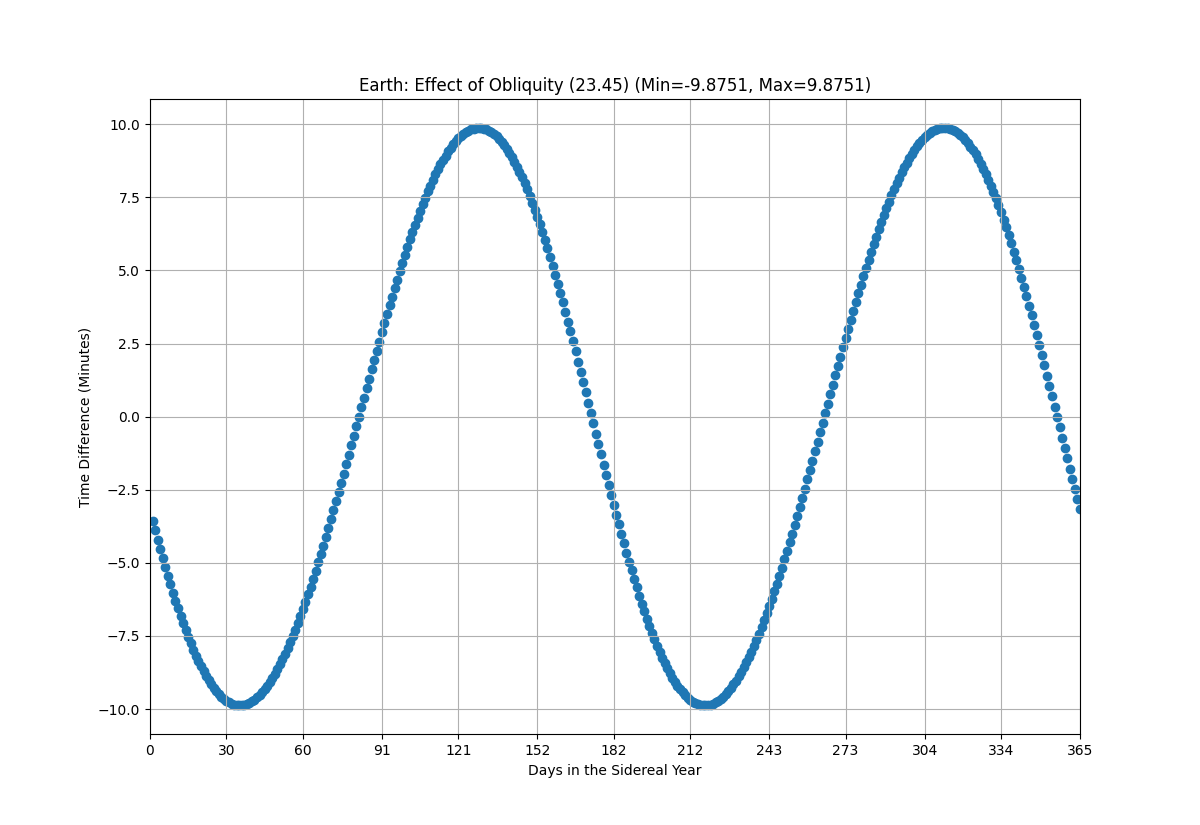 Earth: Effect of Obliquity (23.45) (Min=-9.8751, Max=9.8751)
10.0
7.5
5.0
2.5
0.0
−2.5
−5.0
−7.5
−10.0
Time Difference (Minutes)
0 30 60 91 121 152 182 212 243 273 304 334 365
Days in the Sidereal Year